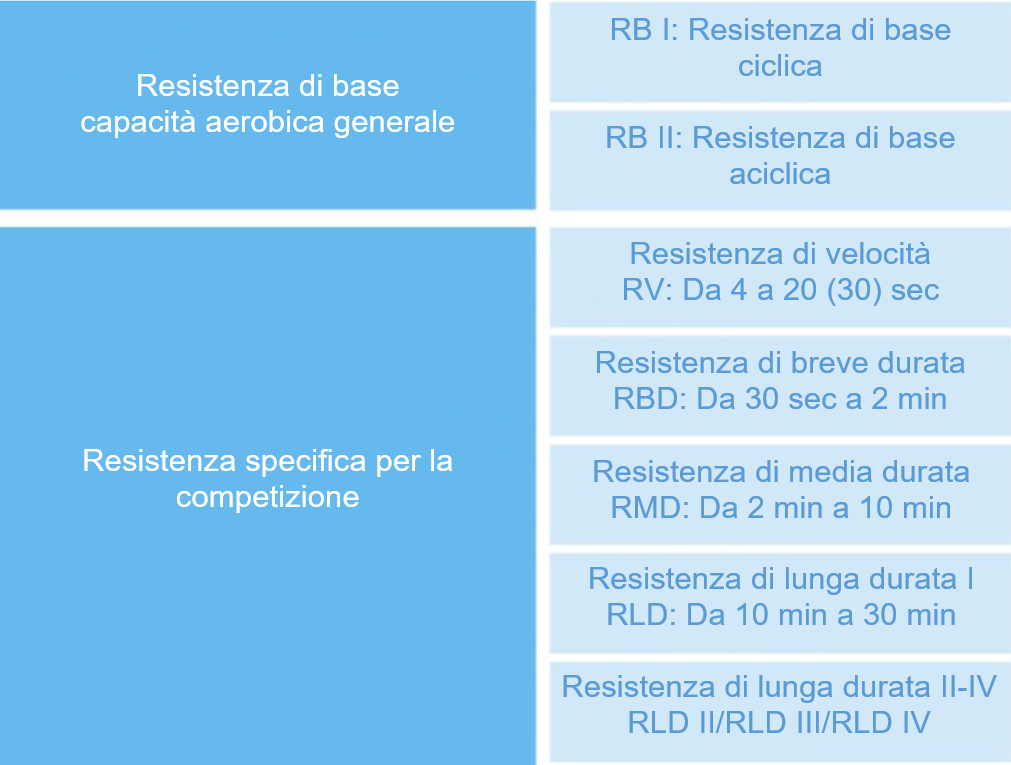 Resistenza di base
capacità aerobica generale
RB I: Resistenza di base
ciclica
RB II: Resistenza di base
aciclica
Resistenza specifica per la
competizione
Resistenza di velocità
RV: Da 4 a 20 (30) sec
Resistenza di breve durata
RBD: Da 30 sec a 2 min
Resistenza di media durata
RMD: Da 2 min a 10 min
Resistenza di lunga durata I
RLD: Da 10 min a 30 min
Resistenza di lunga durata II-IV
RLD II/RLD III/RLD IV